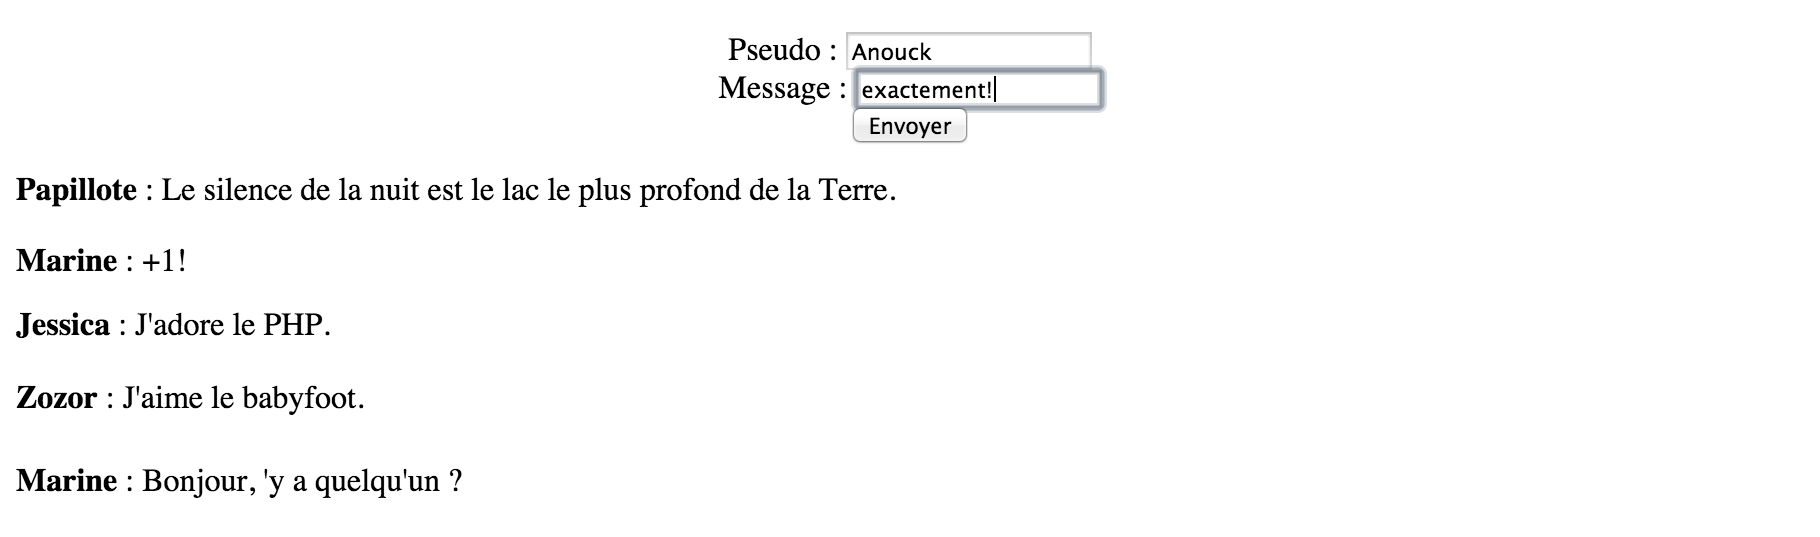 Pseudo : Anouck
Message : exactement!
Envoyer
Papillote : Le silence de la nuit est le lac le plus profond de la Terre.
Marine : +1!
Jessica : J'adore le PHP.
Zozor : J'aime le babyfoot.
Marine : Bonjour, 'y a quelqu'un ?